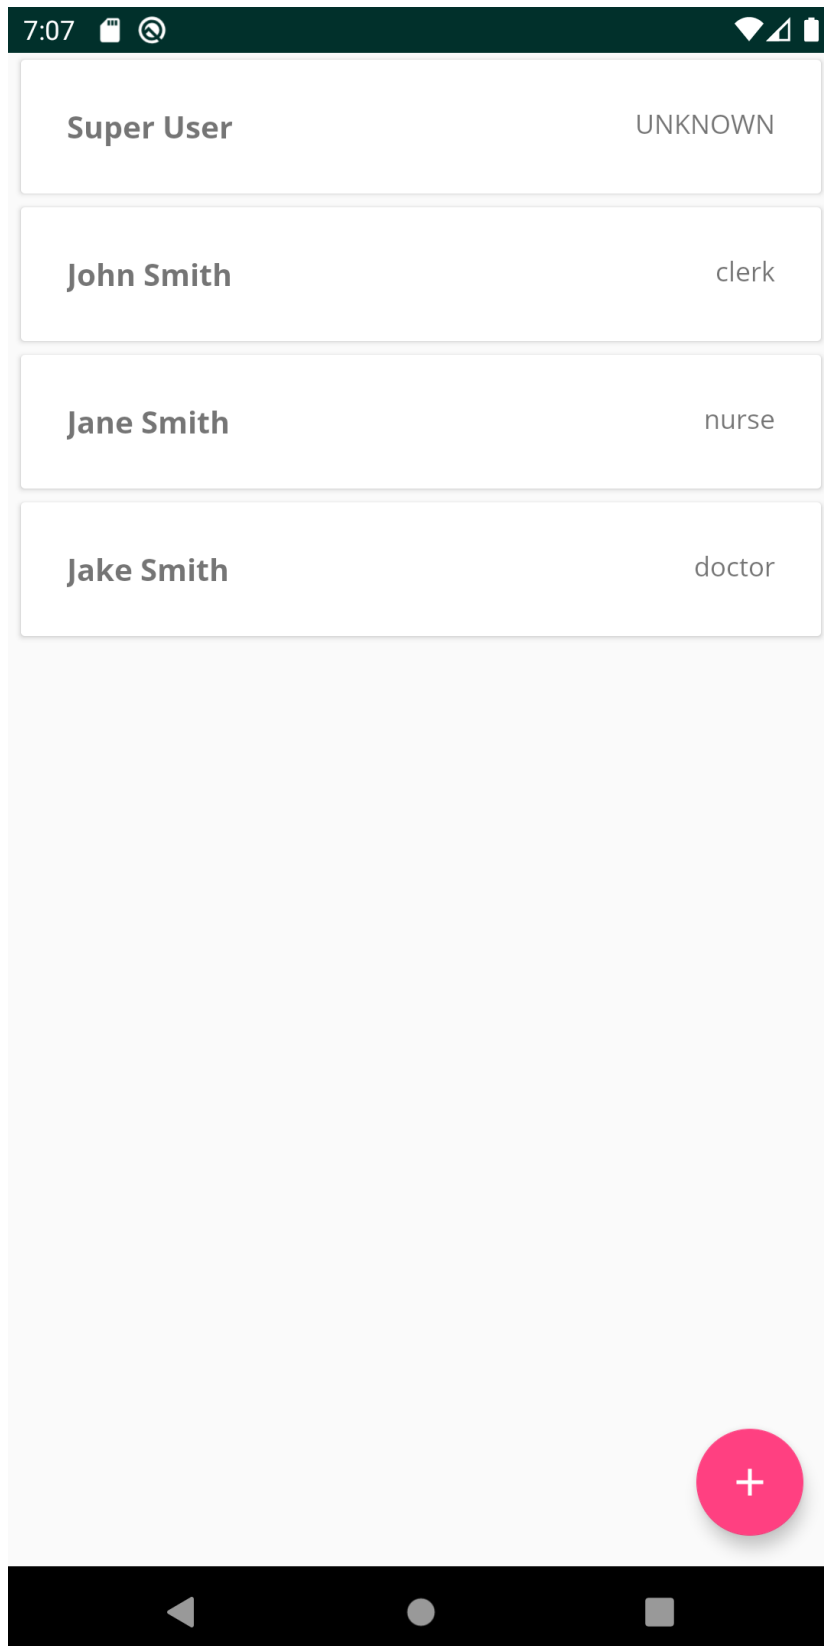 7:07
Super User UNKNOWN
John Smith clerk
Jane Smith nurse
Jake Smith doctor
+